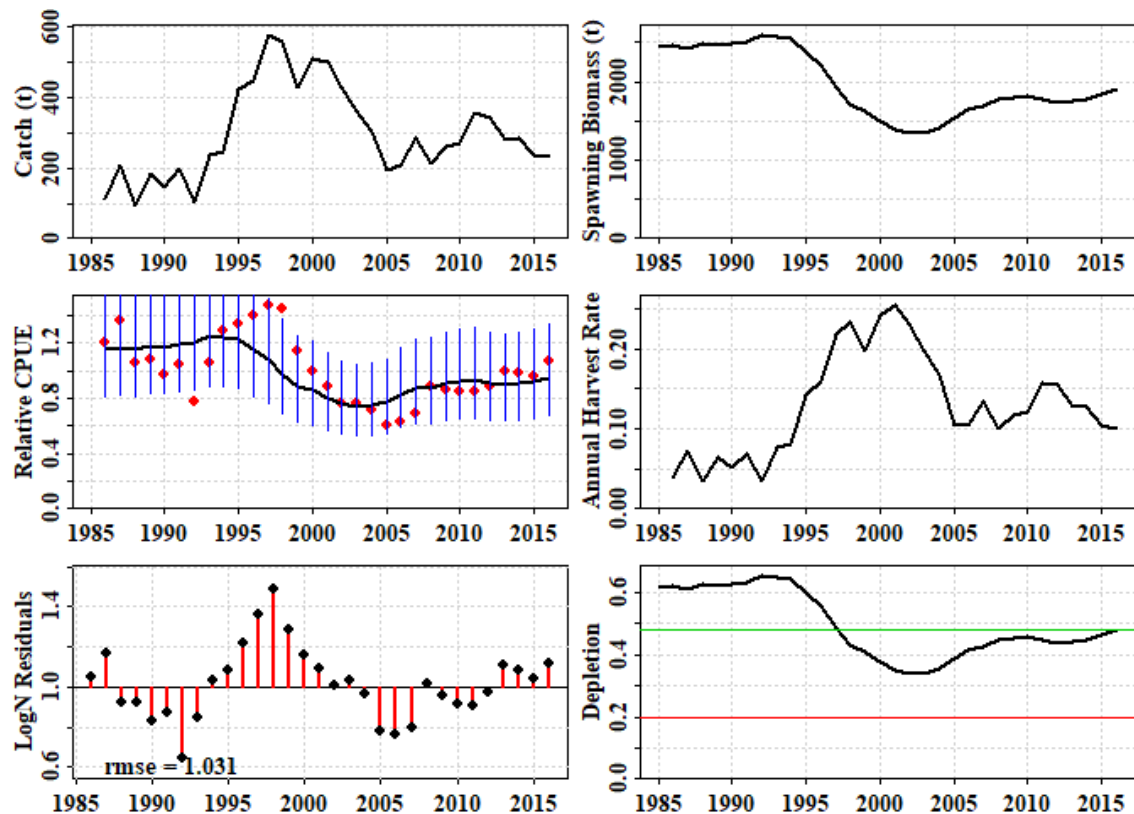 Catch (t)
0 200 400 600
1985 1990 1995 2000 2005 2010 2015
Spawning Biomass (t)
0 1000 2000
1985 1990 1995 2000 2005 2010 2015
Relative CPUE
0.0 0.4 0.8 1.2
1985 1990 1995 2000 2005 2010 2015
Annual Harvest Rate
0.00 0.10 0.20
1985 1990 1995 2000 2005 2010 2015
LogN Residuals
0.6 1.0 1.4
rmse = 1.031
1985 1990 1995 2000 2005 2010 2015
Depletion
0.0 0.2 0.4 0.6
1985 1990 1995 2000 2005 2010 2015